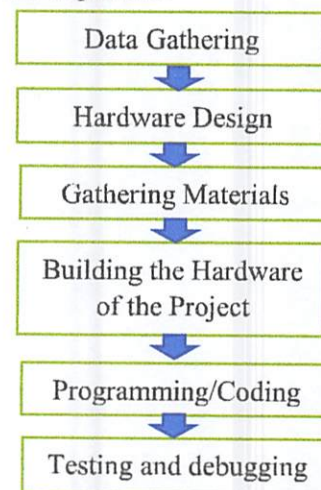 Data Gathering
Hardware Design
Gathering Materials
Building the Hardware
of the Project
Programming/Coding
Testing and debugging